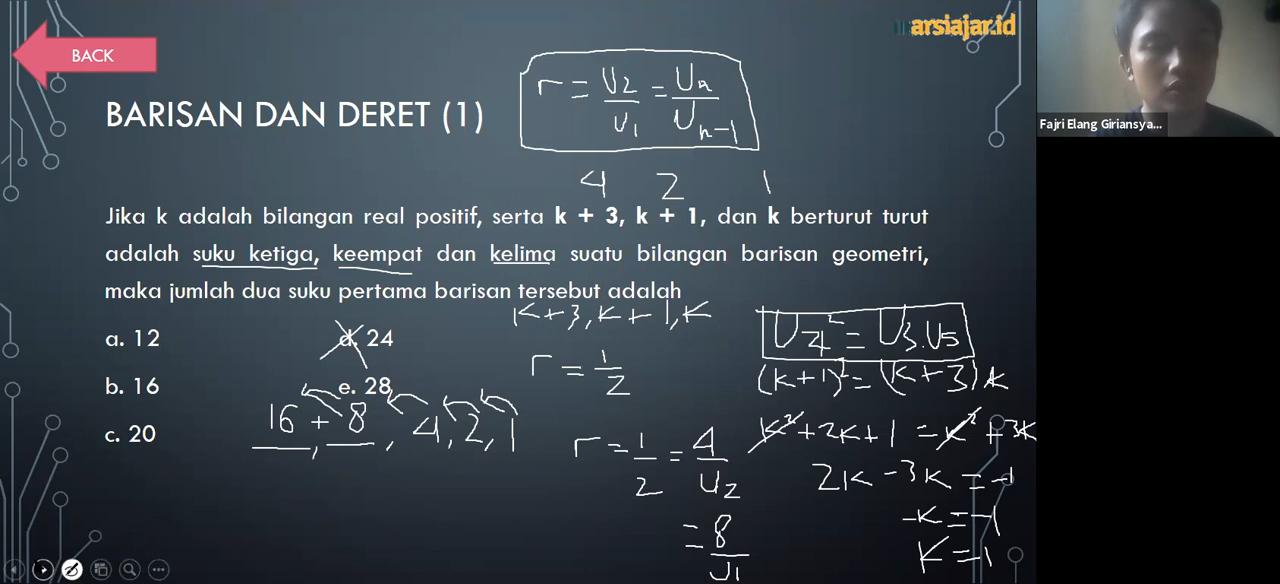 BACK
arsiajar.id
Fajri Elang Giriansya...
BARISAN DAN DERET (1)
r = U2/U1 = Un/Un-1
4 2 1
Jika k adalah bilangan real positif, serta k + 3, k + 1, dan k berturut turut
adalah suku ketiga, keempat dan kelima suatu bilangan barisan geometri,
maka jumlah dua suku pertama barisan tersebut adalah
a. 12
b. 16
c. 20
d. 24
e. 28
16 + 8, 4, 2, 1
k+3, k+1, k
r = 1/2
r = 1/2 = 4/U2
= 8/U1
U4² = U3.U5
(k+1)² = (k+3)k
k²+2k+1 = k²+3k
2k-3k = -1
-k = -1
k = 1